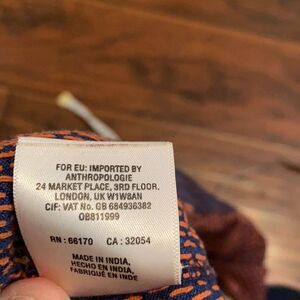 FOR EU: IMPORTED BY
ANTHROPOLOGIE
24 MARKET PLACE, 3RD FLOOR,
LONDON, UK W1W8AN
CIF: VAT No. GB 684936382
OB811999
RN : 66170 CA : 32054
MADE IN INDIA,
HECHO EN INDIA,
FABRIQUÉ EN INDE